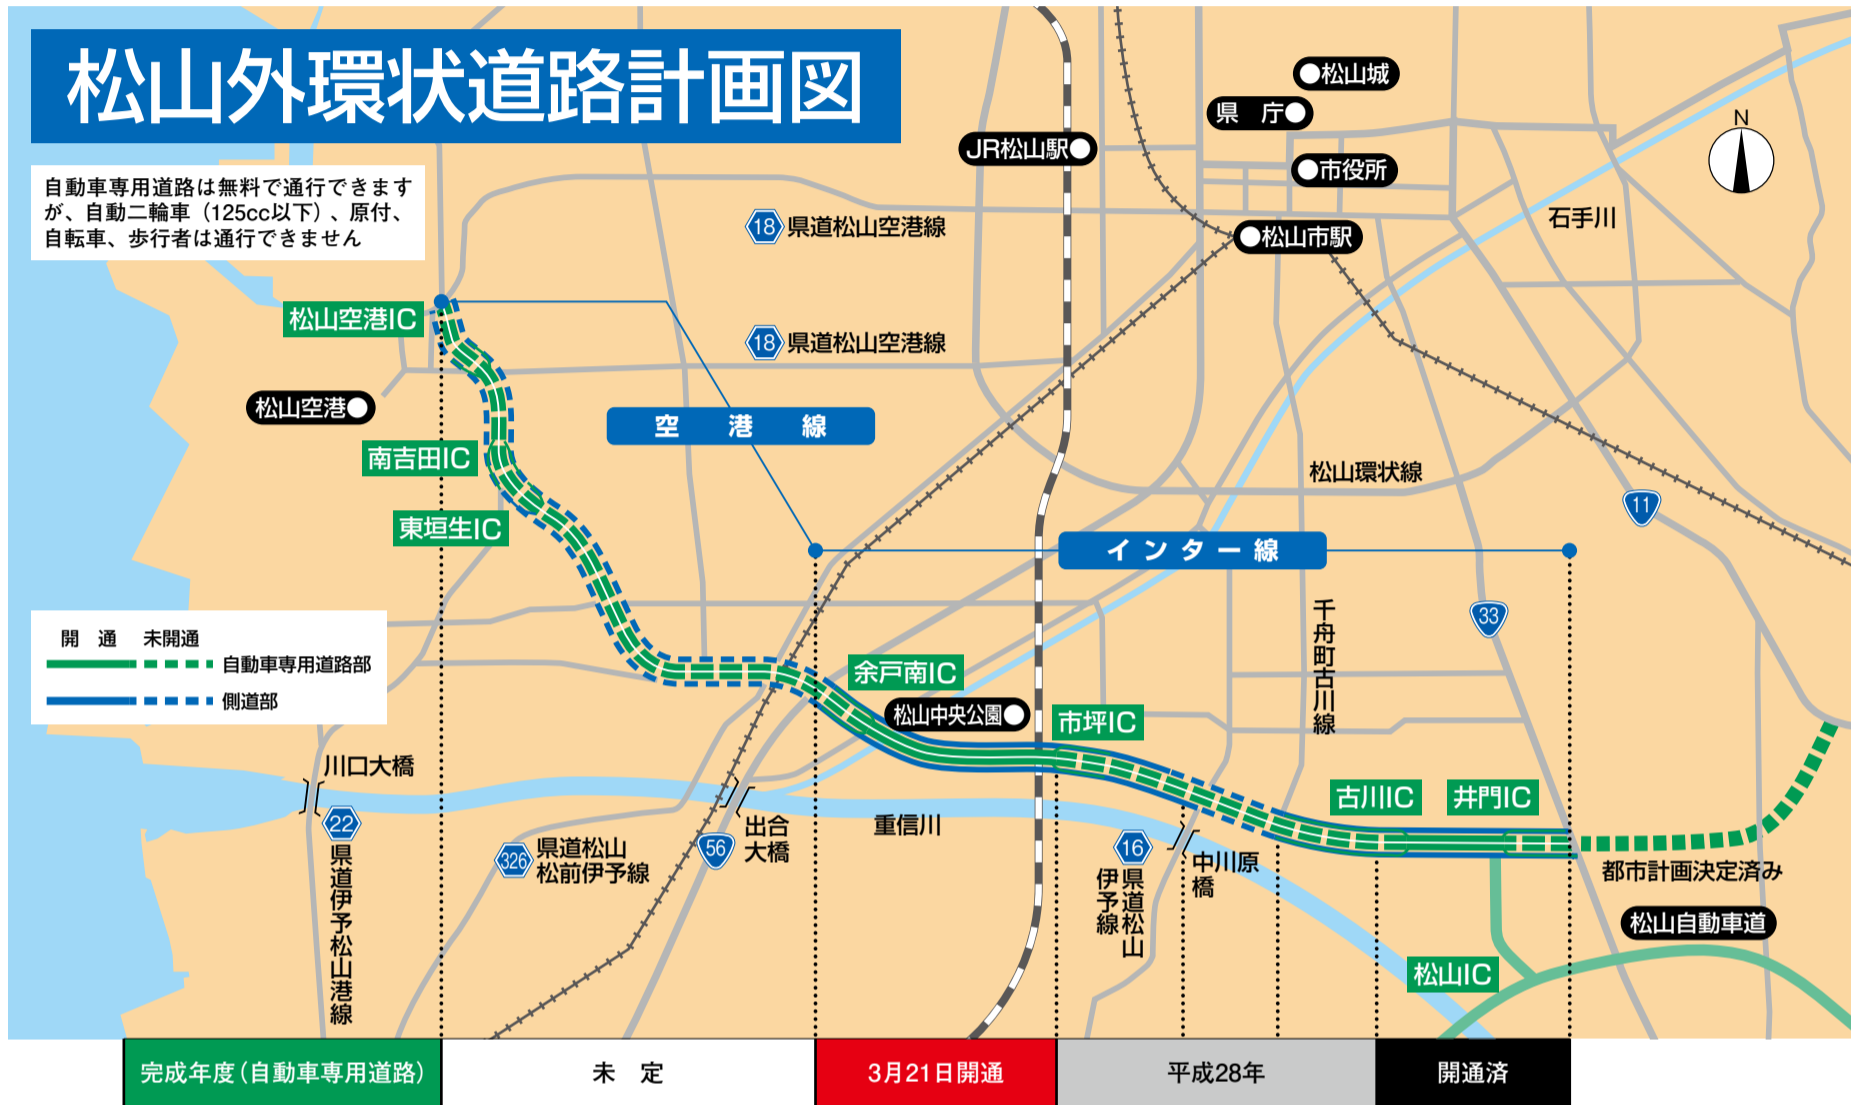 松山外環状道路計画図
自動車専用道路は無料で通行できます
が、自動二輪車（125cc以下）、原付、
自転車、歩行者は通行できません
松山城
県　庁
JR松山駅
市役所
松山市駅
石手川
N
18 県道松山空港線
松山空港IC
18 県道松山空港線
松山空港
空港線
南吉田IC
東垣生IC
松山環状線
11
インター線
33
千舟町古川線
開　通　未開通
自動車専用道路部
側道部
余戸南IC
松山中央公園
市坪IC
川口大橋
22
県道伊予松山港線
326
県道松山
松前伊予線
56
出合
大橋
重信川
16
県道松山
伊予線
中川原
橋
古川IC
井門IC
都市計画決定済み
松山自動車道
松山IC
完成年度（自動車専用道路）
未　定
3月21日開通
平成28年
開通済